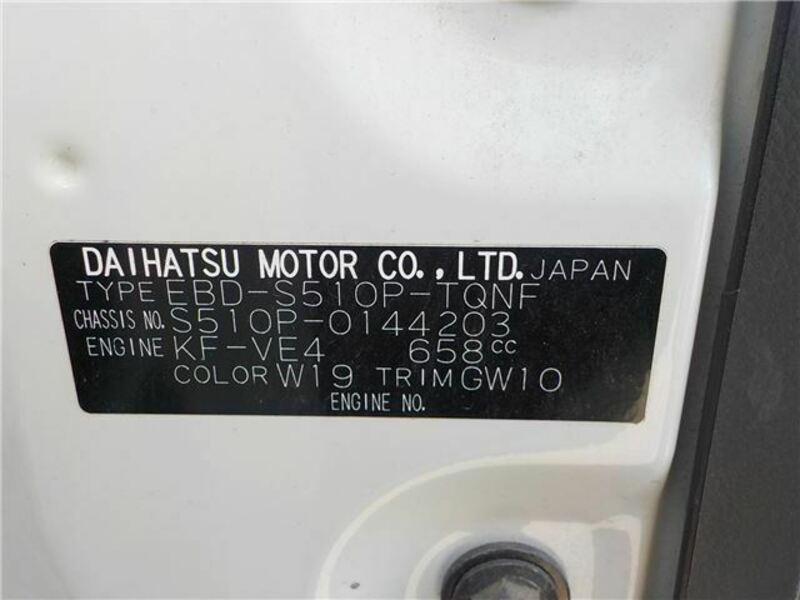 DAIHATSU MOTOR CO.,LTD. JAPAN
TYPE EBD-S510P-TQNF
CHASSIS NO. S510P-0144203
ENGINE KF-VE4 658cc
COLOR W19 TRIM GW10
ENGINE NO.